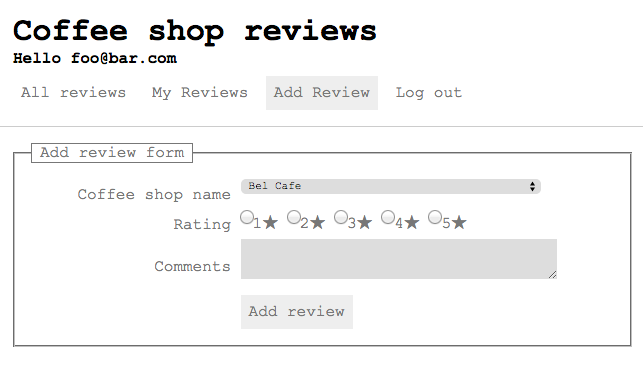 Coffee shop reviews
Hello foo@bar.com
All reviews My Reviews Add Review Log out
Add review form
Coffee shop name Bel Cafe
Rating 1★ 2★ 3★ 4★ 5★
Comments
Add review